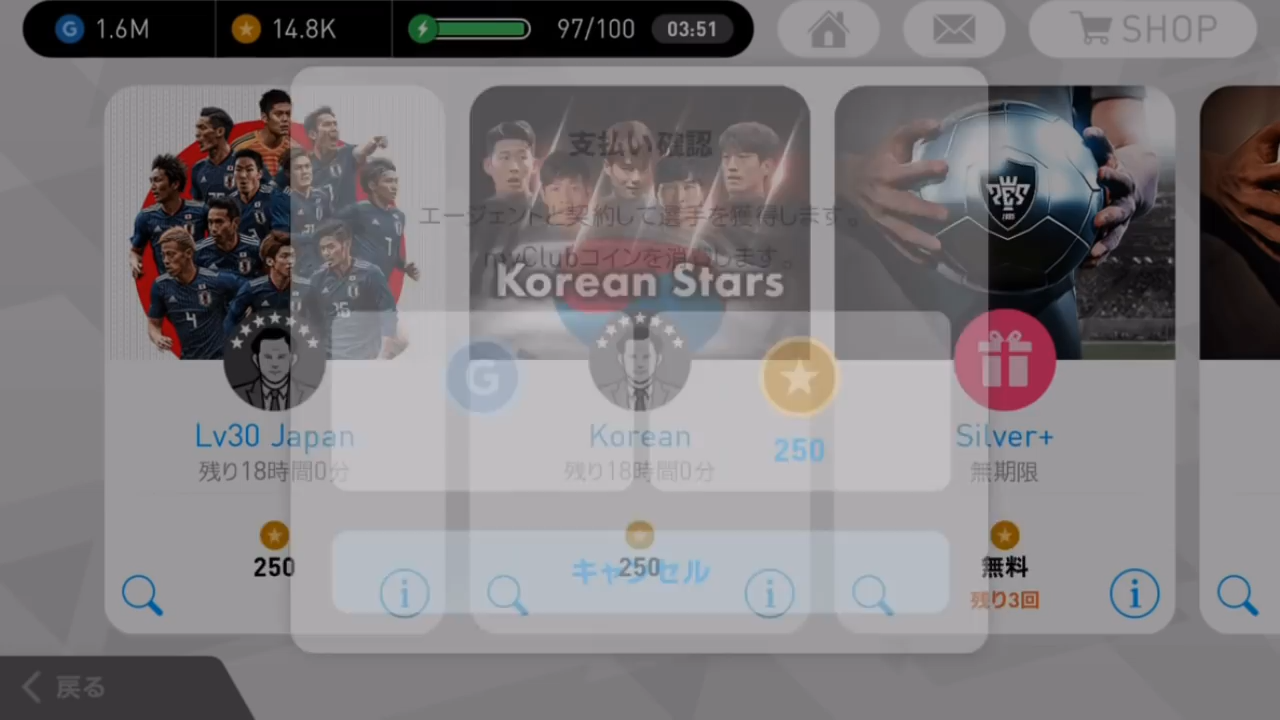 G 1.6M
14.8K
97/100
03:51
SHOP
支払い確認
エージェントと契約して選手を獲得します。
myClubコインを消費します。
Korean Stars
PES
G
250
Lv30 Japan
残り18時間0分
Korean
残り18時間0分
Silver+
無期限
250
250
無料
残り3回
キャンセル
戻る